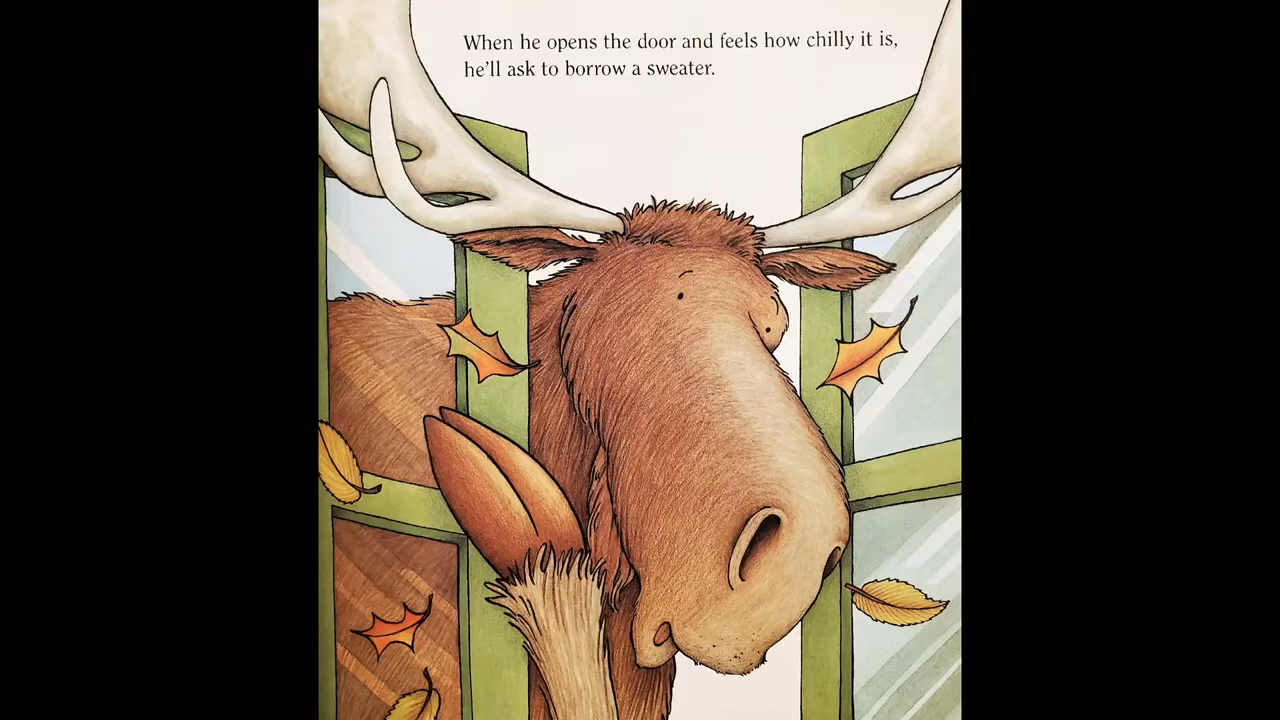 When he opens the door and feels how chilly it is,
he'll ask to borrow a sweater.